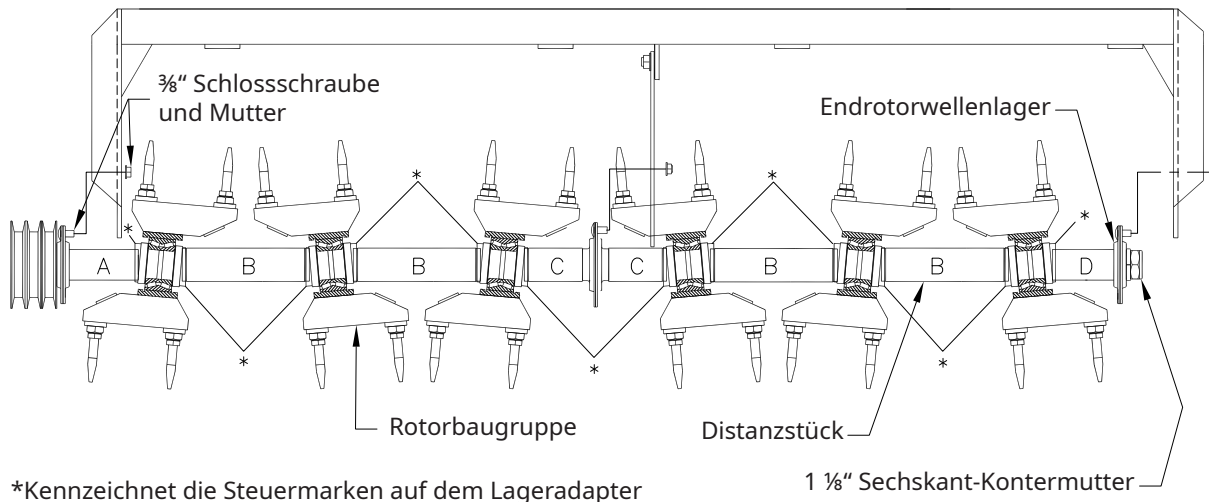 ⅜“ Schlossschraube
und Mutter
Endrotorwellenlager
*
*
*
*
A
B
B
C
C
B
B
D
*
*
*
Rotorbaugruppe
Distanzstück
1 ⅛“ Sechskant-Kontermutter
*Kennzeichnet die Steuermarken auf dem Lageradapter